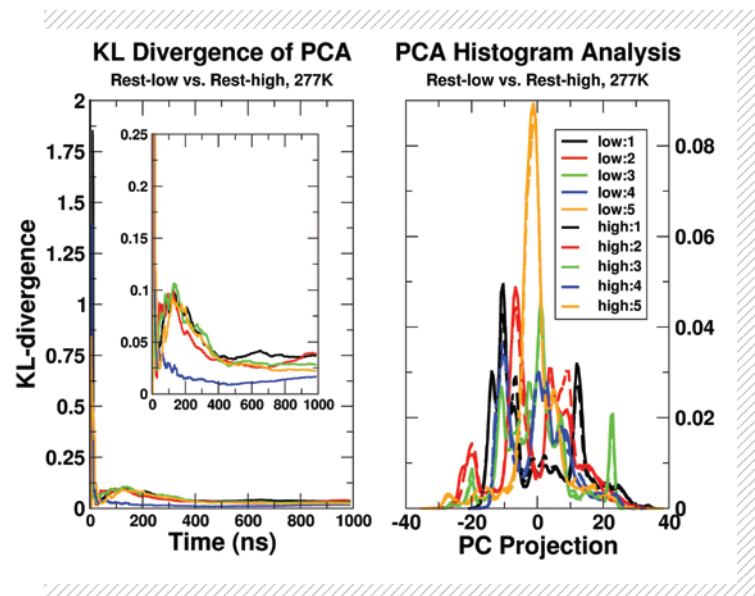 KL Divergence of PCA
Rest-low vs. Rest-high, 277K
KL-divergence
2
1.75
1.5
1.25
1
0.75
0.5
0.25
0
0 200 400 600 800 1000
Time (ns)
0.25
0.2
0.15
0.1
0.05
0
0 200 400 600 800 1000
PCA Histogram Analysis
Rest-low vs. Rest-high, 277K
low:1
low:2
low:3
low:4
low:5
high:1
high:2
high:3
high:4
high:5
0.08
0.06
0.04
0.02
0
-40 -20 0 20 40
PC Projection